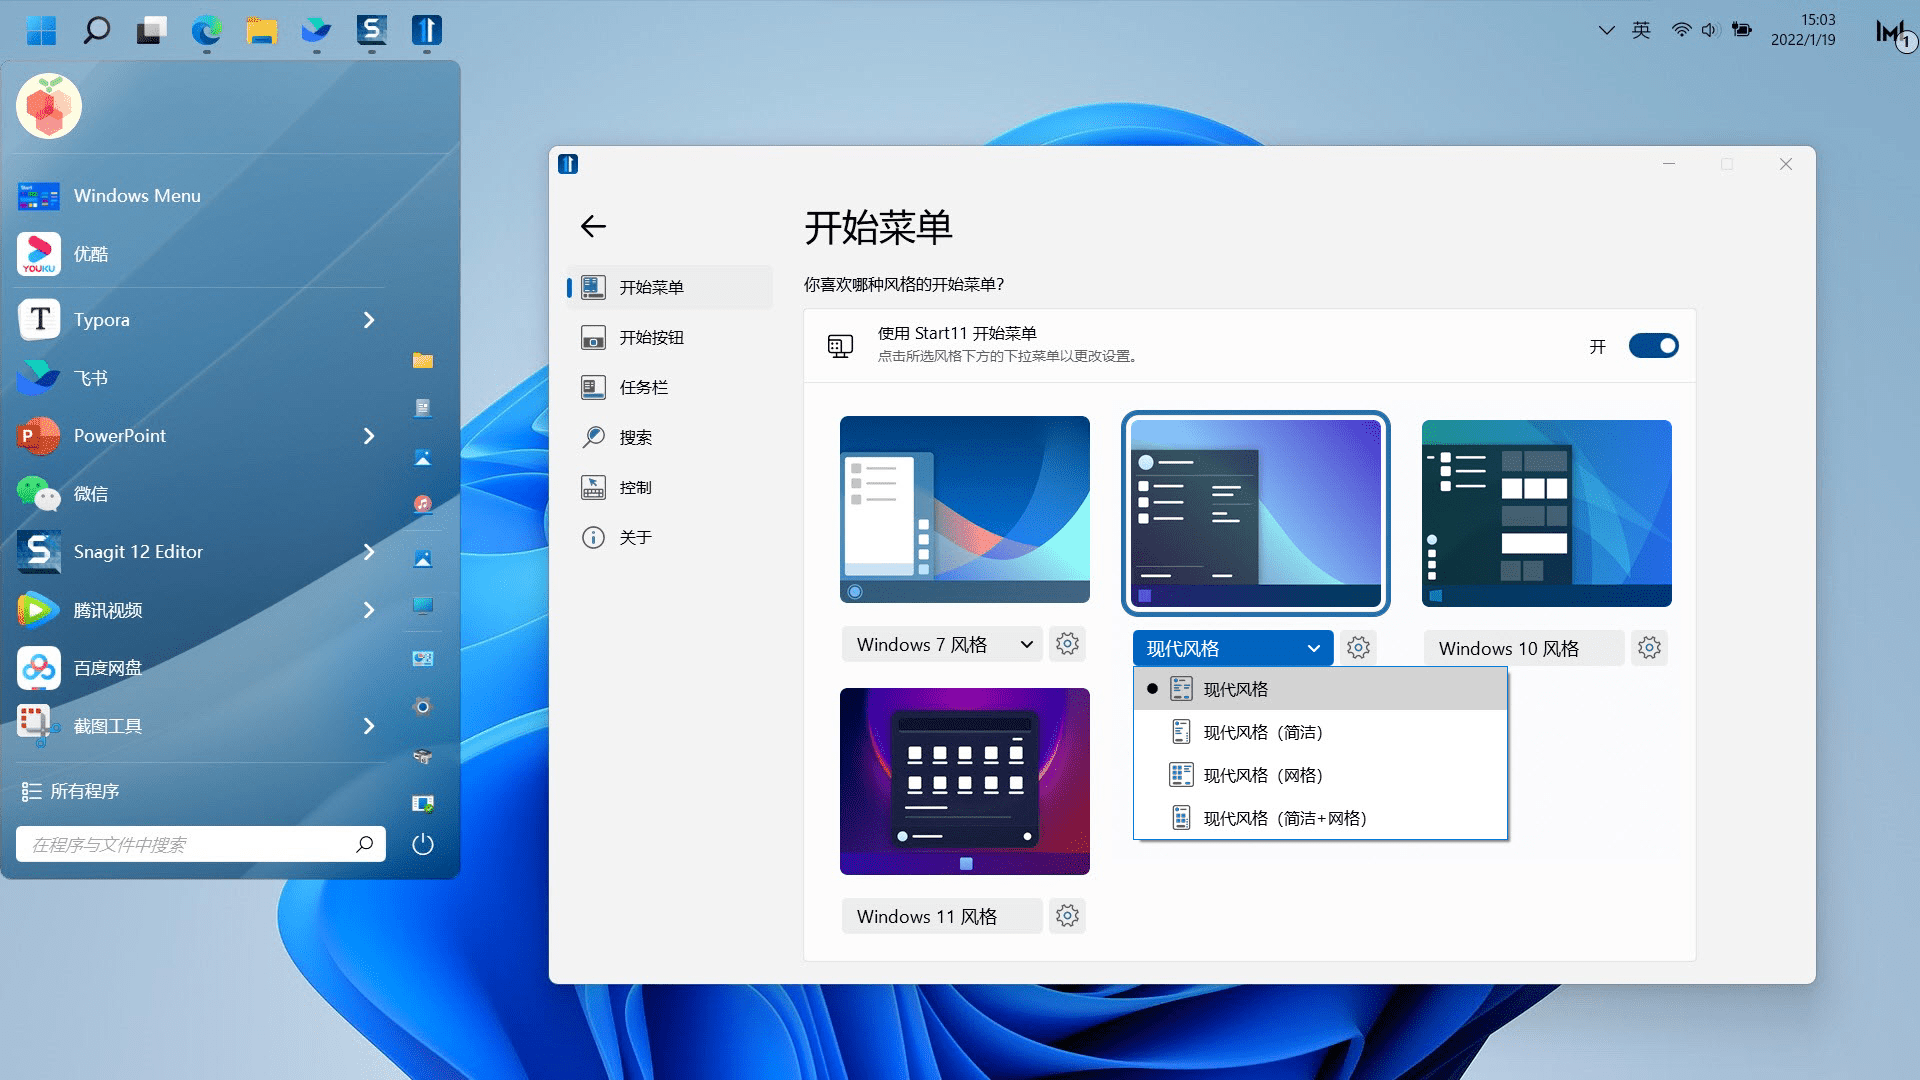 英
15:03
2022/1/19
1
Windows Menu
YOUKU
优酷
Typora
飞书
PowerPoint
微信
Snagit 12 Editor
腾讯视频
百度网盘
截图工具
所有程序
在程序与文件中搜索
开始菜单
开始菜单
开始按钮
任务栏
搜索
控制
关于
你喜欢哪种风格的开始菜单?
使用 Start11 开始菜单
点击所选风格下方的下拉菜单以更改设置。
开
Windows 7 风格
现代风格
Windows 10 风格
现代风格
现代风格（简洁）
现代风格（网格）
现代风格（简洁+网格）
Windows 11 风格